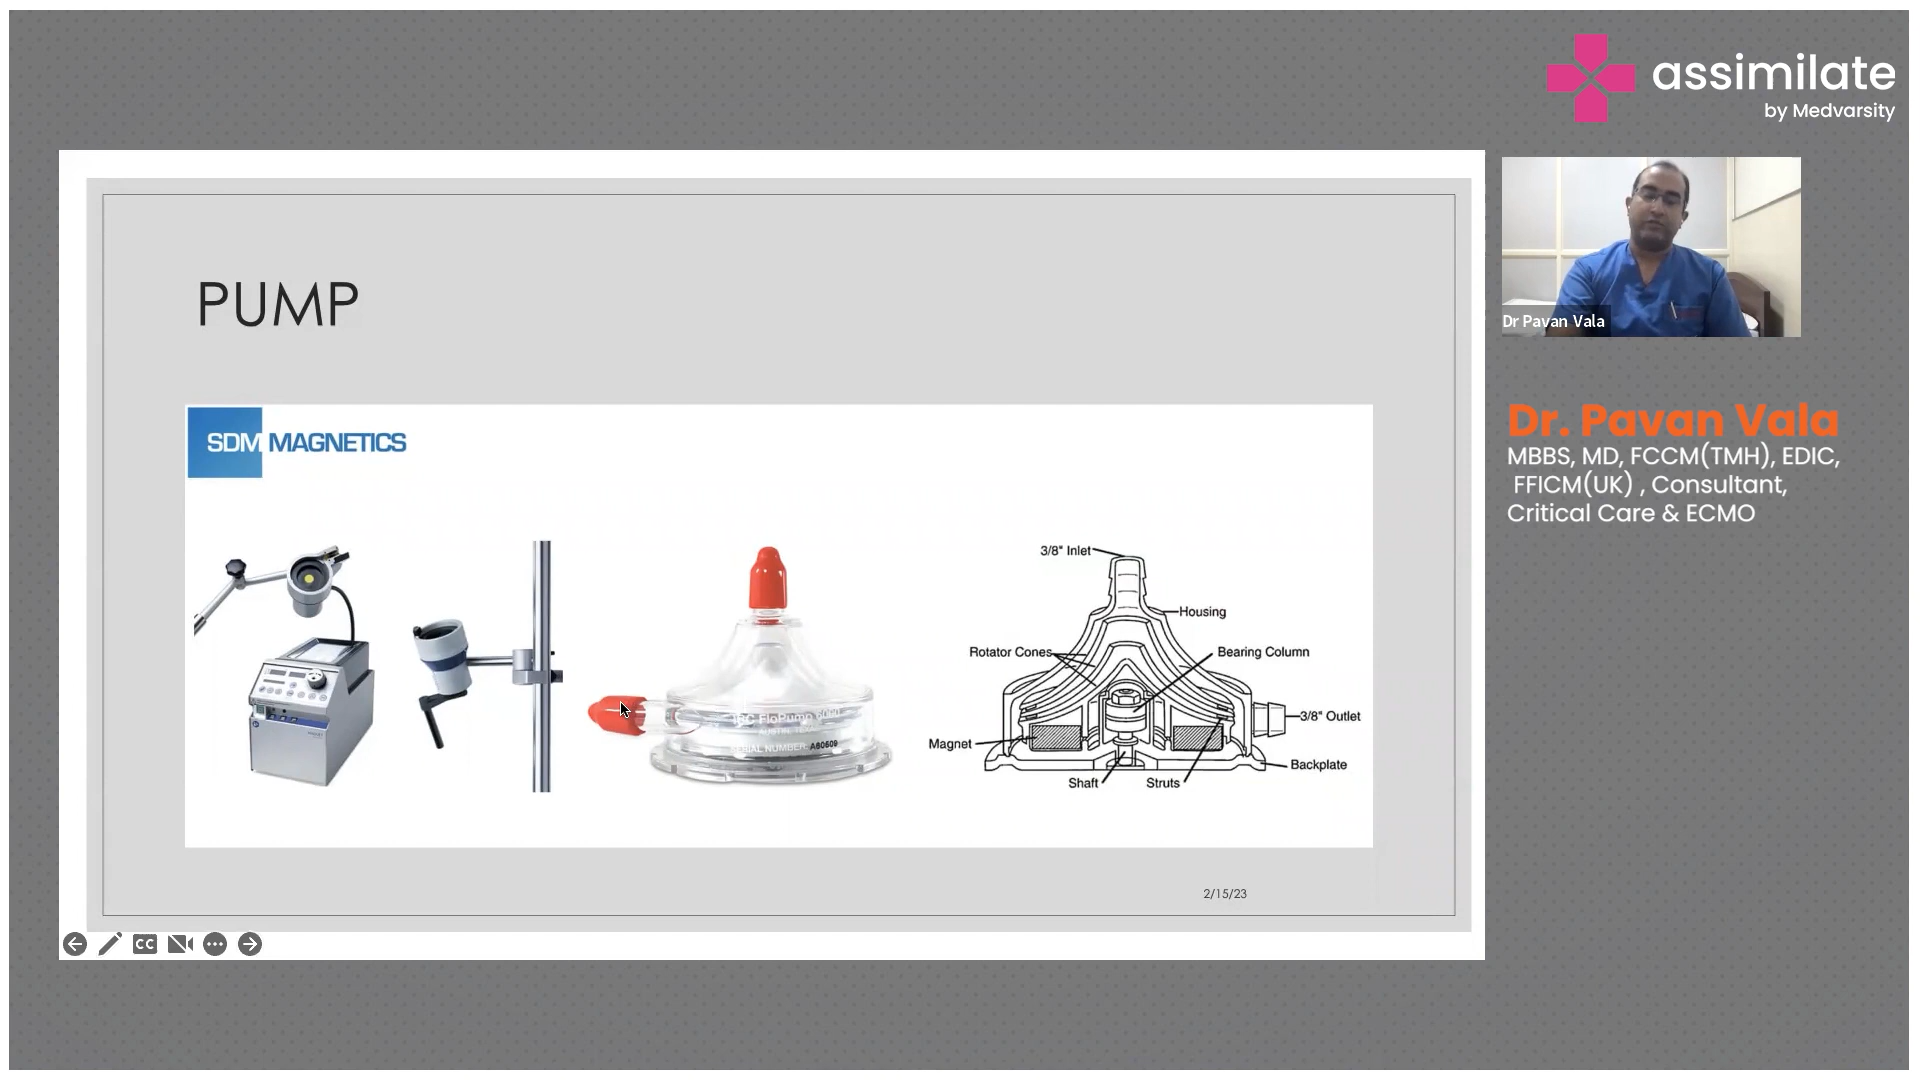 assimilate
by Medvarsity
PUMP
SDM MAGNETICS
3/8" Inlet
Housing
Rotator Cones
Bearing Column
3/8" Outlet
Magnet
Backplate
Shaft
Struts
SERIAL NUMBER: A60609
2/15/23
CC
Dr Pavan Vala
Dr. Pavan Vala
MBBS, MD, FCCM(TMH), EDIC,
FFICM(UK) , Consultant,
Critical Care & ECMO